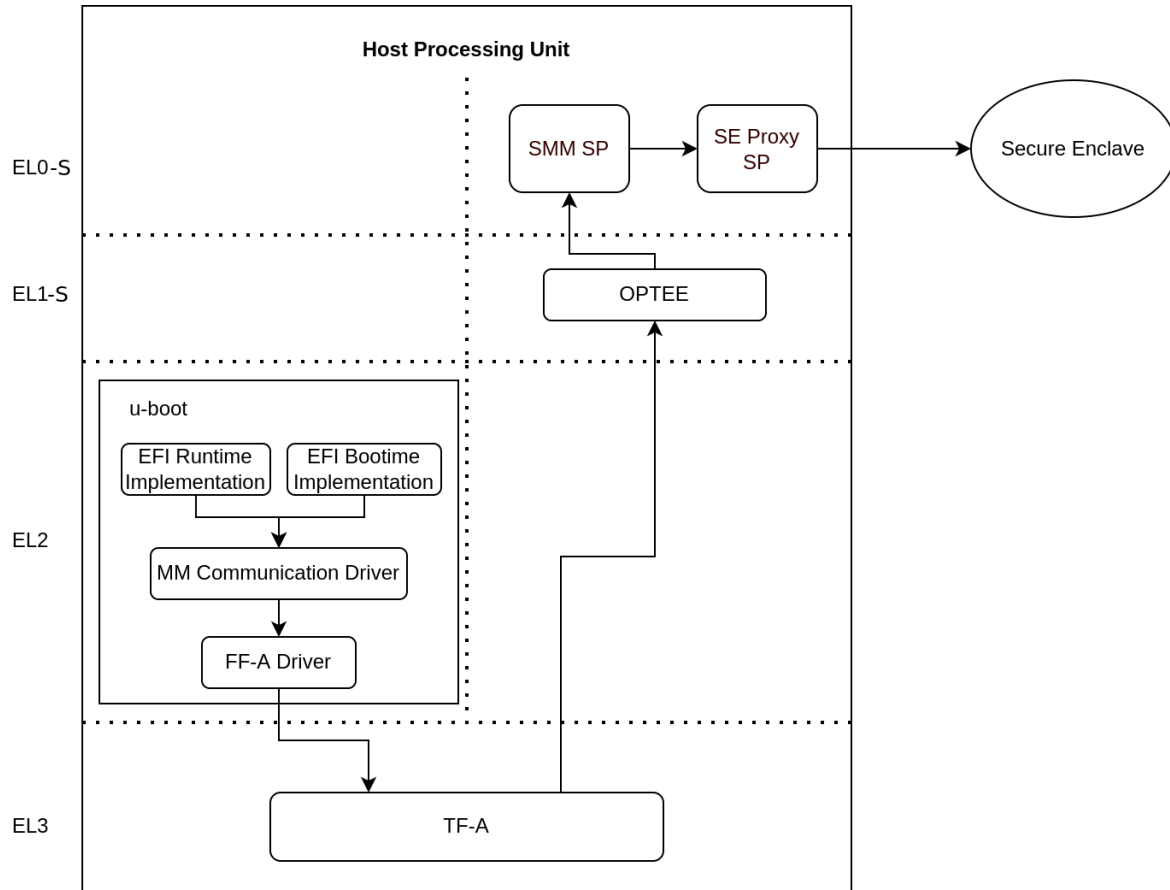 Host Processing Unit
EL0-S
SMM SP
SE Proxy
SP
Secure Enclave
EL1-S
OPTEE
u-boot
EFI Runtime
Implementation
EFI Bootime
Implementation
EL2
MM Communication Driver
FF-A Driver
EL3
TF-A